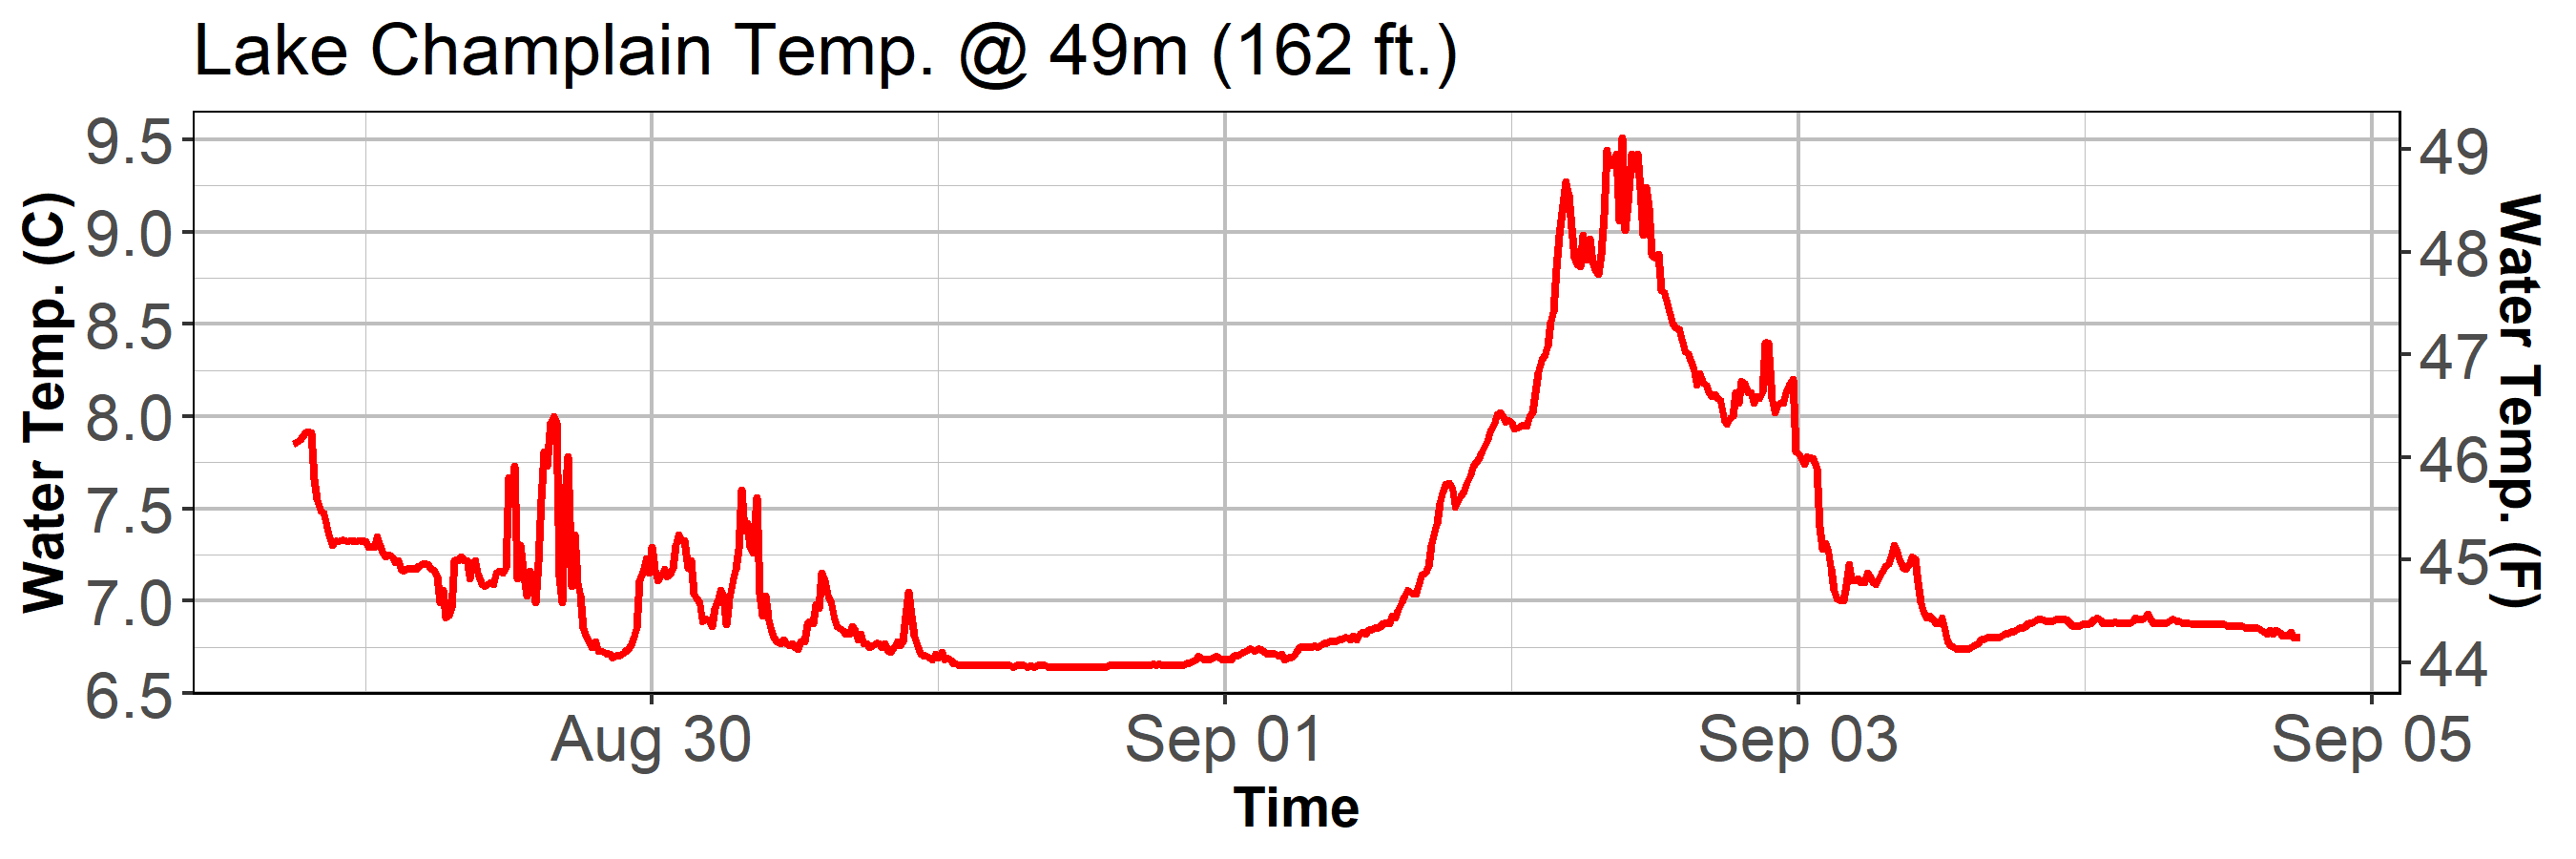 Lake Champlain Temp. @ 49m (162 ft.)
Water Temp. (C)
9.5
9.0
8.5
8.0
7.5
7.0
6.5
49
48
47
46
45
44
Water Temp. (F)
Aug 30
Sep 01
Sep 03
Sep 05
Time